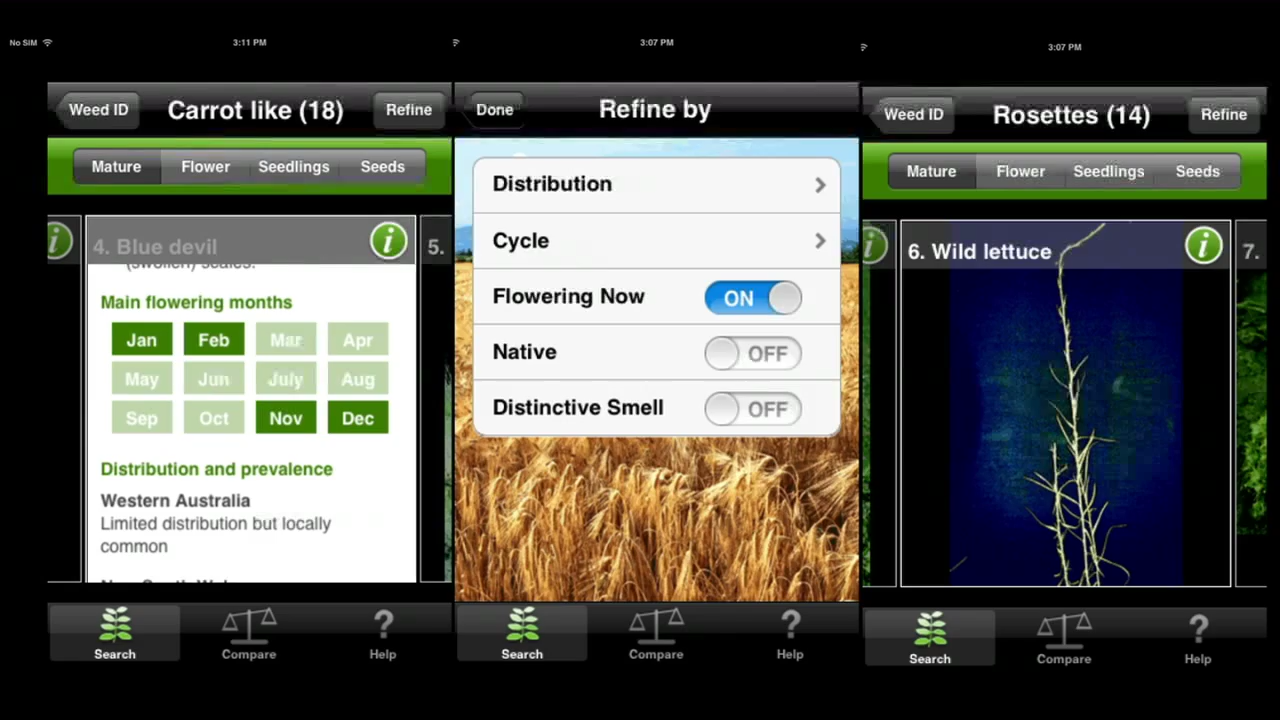 No SIM 3:11 PM
Weed ID Carrot like (18) Refine
Mature Flower Seedlings Seeds
4. Blue devil 5.
(swollen) scales.
Main flowering months
Jan Feb Mar Apr
May Jun July Aug
Sep Oct Nov Dec
Distribution and prevalence
Western Australia
Limited distribution but locally
common
Search Compare Help
3:07 PM
Done Refine by
Distribution
Cycle
Flowering Now ON
Native OFF
Distinctive Smell OFF
Search Compare Help
3:07 PM
Weed ID Rosettes (14) Refine
Mature Flower Seedlings Seeds
6. Wild lettuce 7.
Search Compare Help